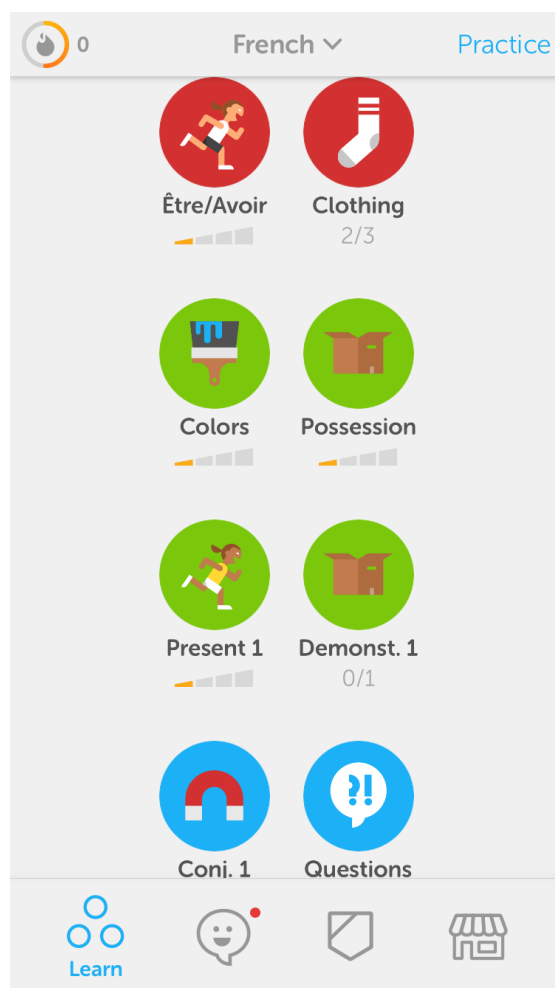 0 French Practice
Être/Avoir Clothing
2/3
Colors Possession
Present 1 Demonst. 1
0/1
?!
Conj. 1 Questions
Learn